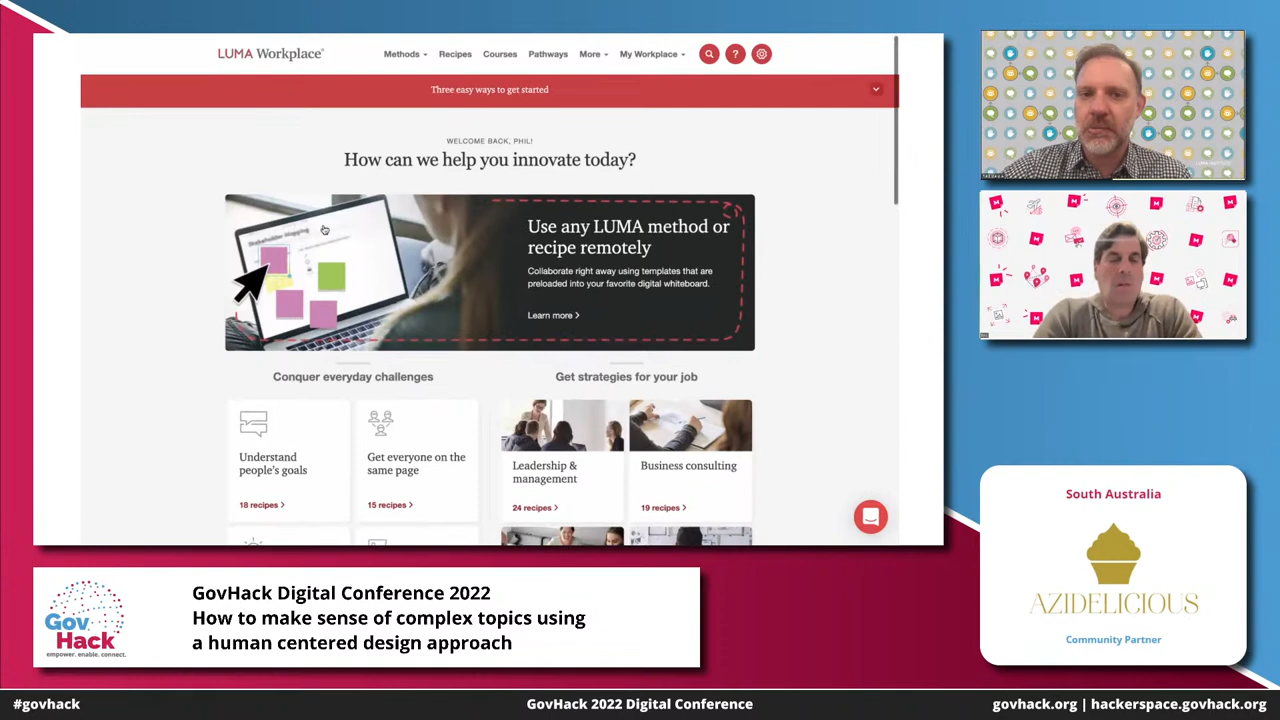 LUMA Workplace®
Methods
Recipes
Courses
Pathways
More
My Workplace
?
Three easy ways to get started
WELCOME BACK, PHIL!
How can we help you innovate today?
Stakeholder Mapping
Use any LUMA method or
recipe remotely
Collaborate right away using templates that are
preloaded into your favorite digital whiteboard.
Learn more >
Conquer everyday challenges
Get strategies for your job
Understand
people's goals
18 recipes >
Get everyone on the
same page
15 recipes >
Leadership &
management
24 recipes >
Business consulting
19 recipes >
South Australia
AZIDELICIOUS
Community Partner
Gov
Hack
empower. enable. connect.
GovHack Digital Conference 2022
How to make sense of complex topics using
a human centered design approach
#govhack
GovHack 2022 Digital Conference
govhack.org | hackerspace.govhack.org